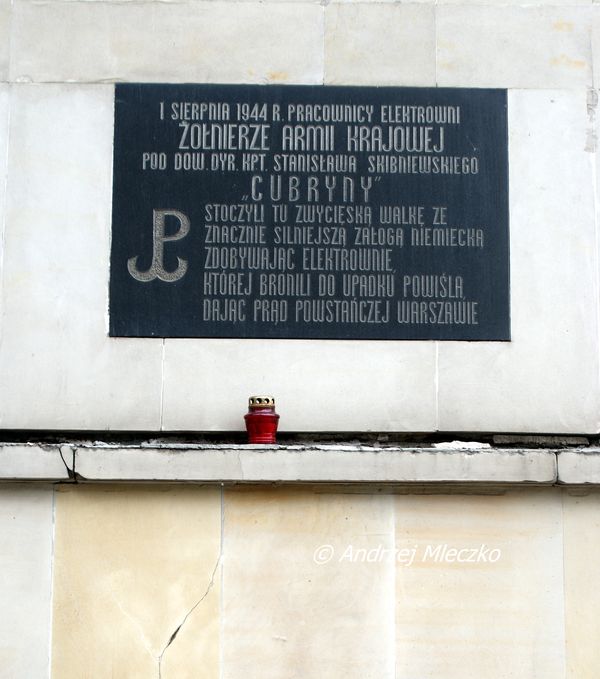 1 SIERPNIA 1944 R. PRACOWNICY ELEKTROWNI
ŻOŁNIERZE ARMII KRAJOWEJ
POD DOW. DYR. KPT. STANISŁAWA SKIBNIEWSKIEGO
„CUBRYNY”
STOCZYLI TU ZWYCIĘSKĄ WALKĘ ZE
ZNACZNIE SILNIEJSZĄ ZAŁOGĄ NIEMIECKĄ
ZDOBYWAJĄC ELEKTROWNIĘ,
KTÓREJ BRONILI DO UPADKU POWIŚLA,
DAJĄC PRĄD POWSTAŃCZEJ WARSZAWIE
© Andrzej Mleczko